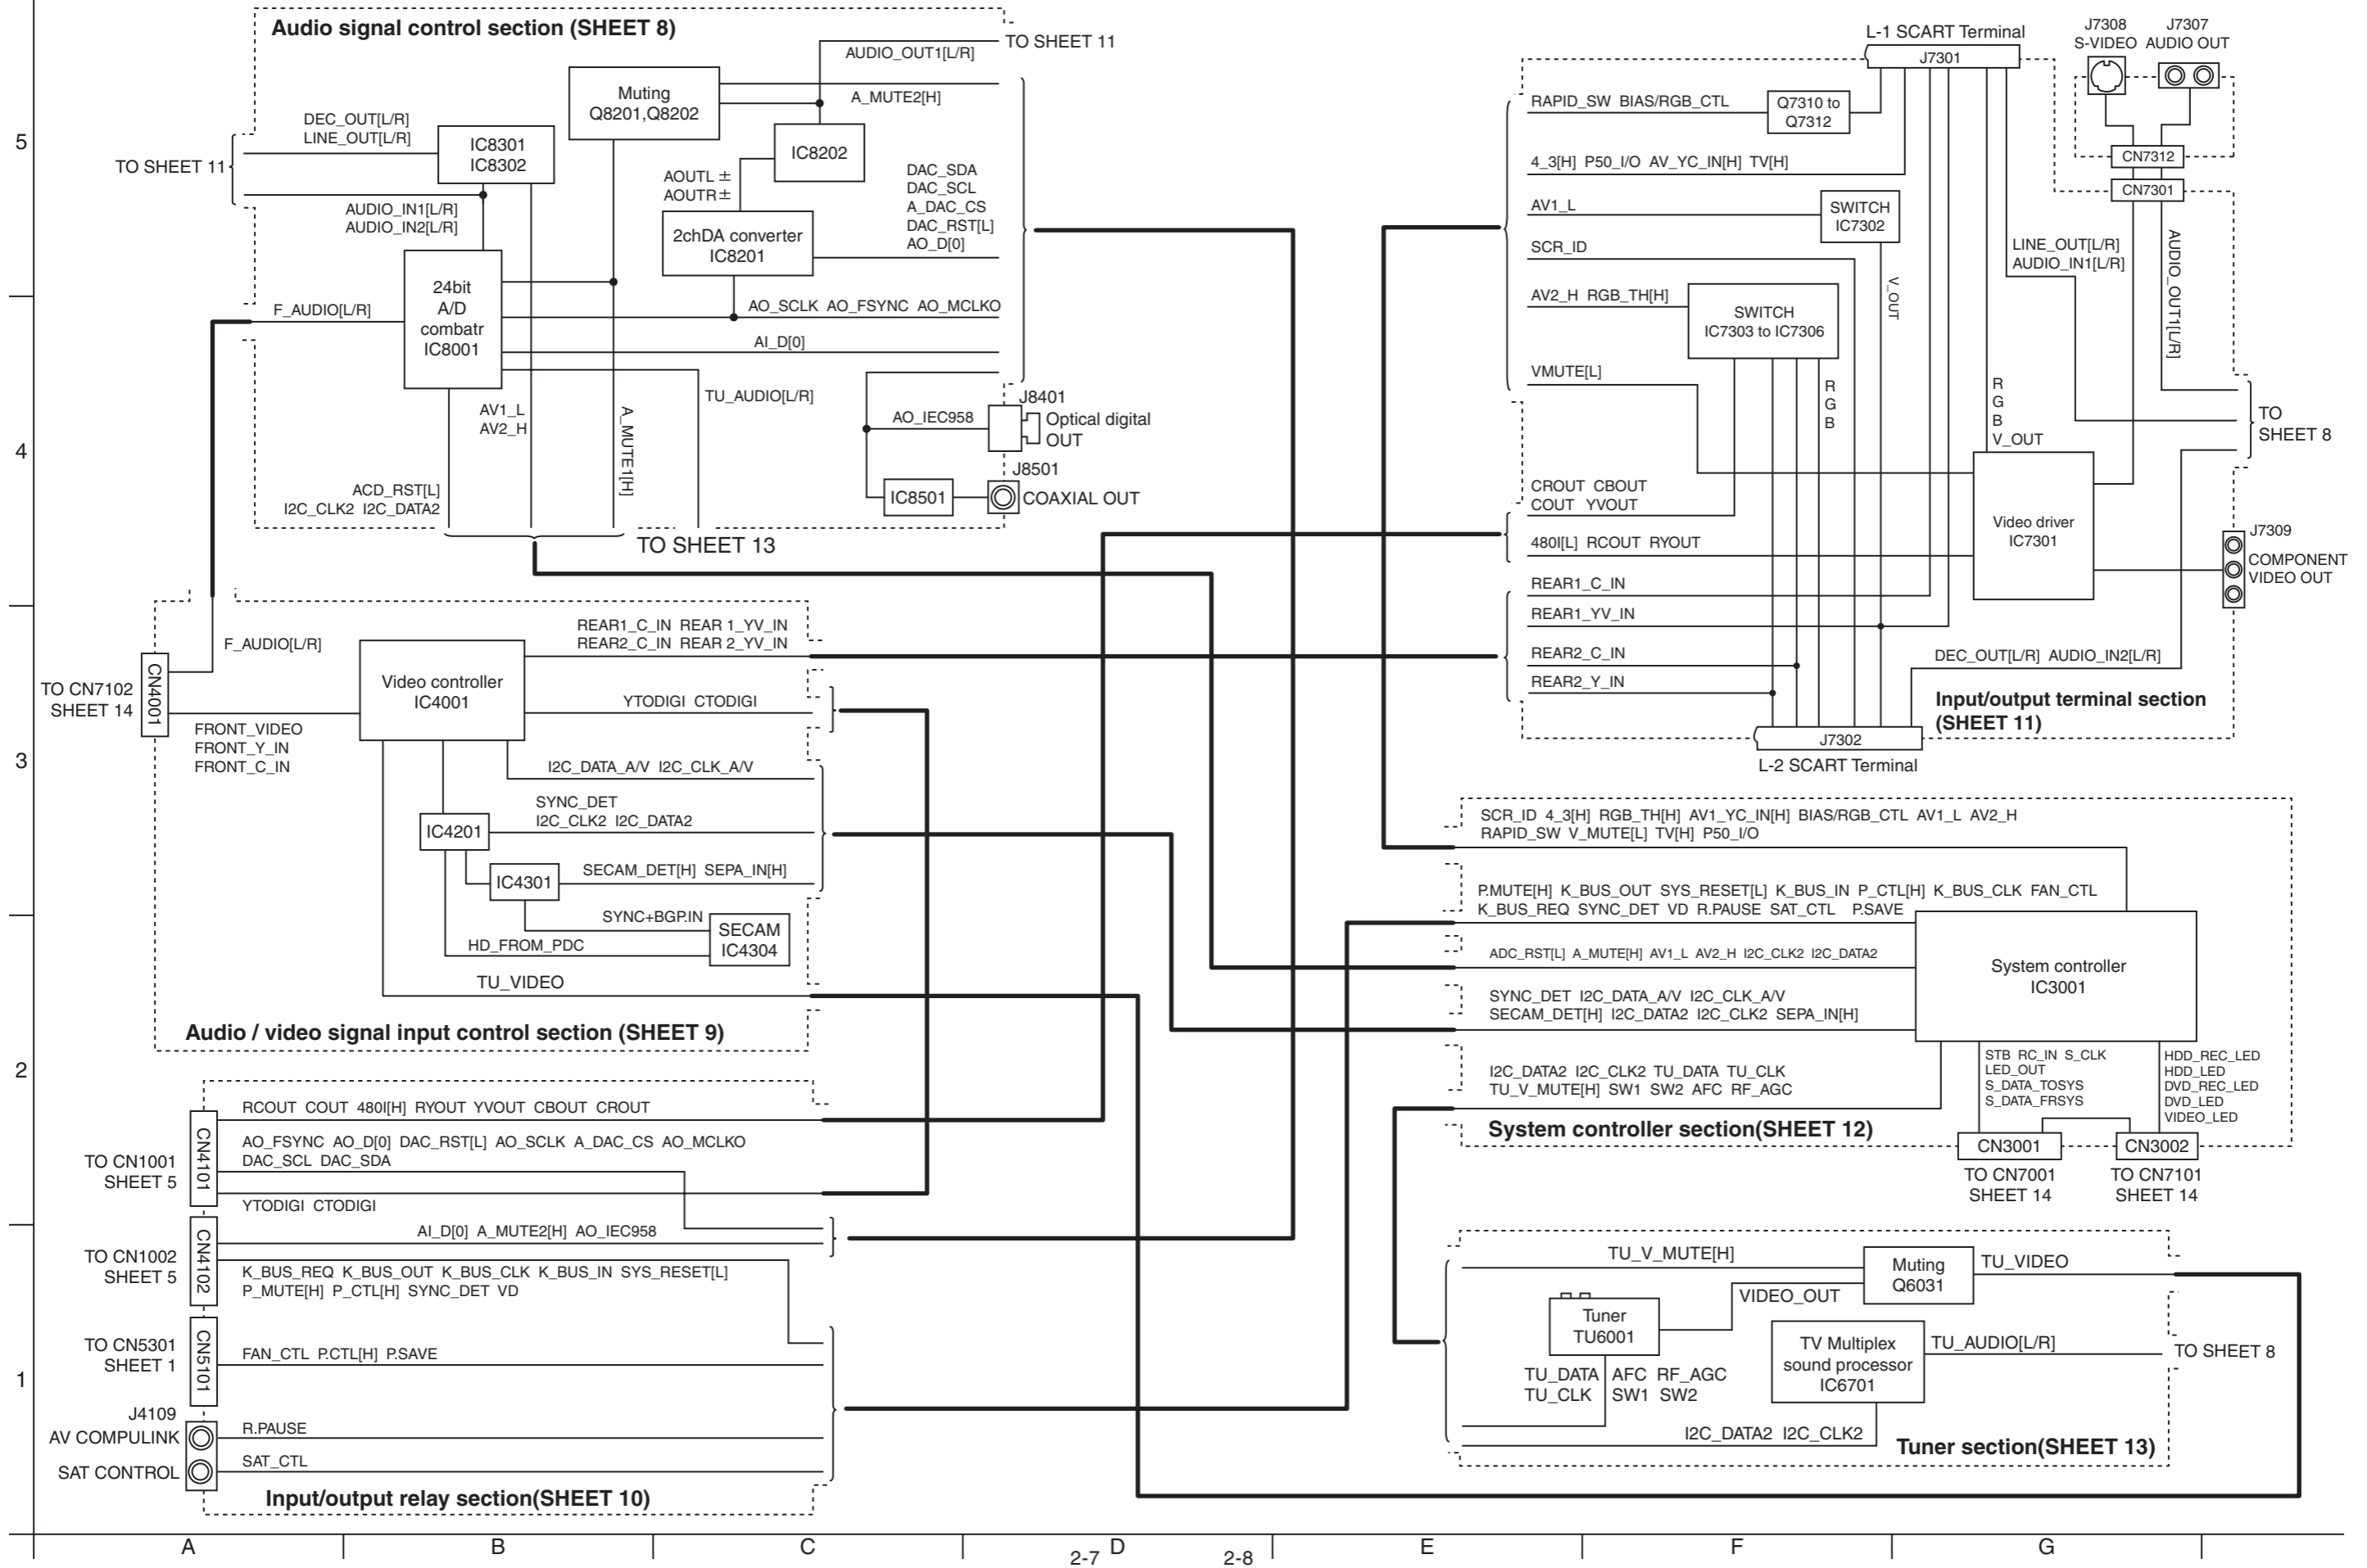 Audio signal control section (SHEET 8)
TO SHEET 11
AUDIO_OUT1[L/R]
A_MUTE2[H]
Muting
Q8201,Q8202
DEC_OUT[L/R]
LINE_OUT[L/R]
IC8301
IC8302
TO SHEET 11
IC8202
AOUTL ±
AOUTR±
DAC_SDA
DAC_SCL
A_DAC_CS
DAC_RST[L]
AO_D[0]
AUDIO_IN1[L/R]
AUDIO_IN2[L/R]
2chDA converter
IC8201
24bit
A/D
combatr
IC8001
F_AUDIO[L/R]
AO_SCLK AO_FSYNC AO_MCLKO
AI_D[0]
TU_AUDIO[L/R]
AV1_L
AV2_H
A_MUTE1[H]
AO_IEC958
J8401
Optical digital
OUT
J8501
IC8501
COAXIAL OUT
ACD_RST[L]
I2C_CLK2 I2C_DATA2
TO SHEET 13
L-1 SCART Terminal
J7301
J7308
S-VIDEO
J7307
AUDIO OUT
RAPID_SW BIAS/RGB_CTL
Q7310 to
Q7312
CN7312
CN7301
4_3[H] P50_I/O AV_YC_IN[H] TV[H]
AV1_L
SWITCH
IC7302
SCR_ID
LINE_OUT[L/R]
AUDIO_IN1[L/R]
AUDIO_OUT1[L/R]
V_OUT
AV2_H RGB_TH[H]
SWITCH
IC7303 to IC7306
VMUTE[L]
R
G
B
R
G
B
V_OUT
TO
SHEET 8
CROUT CBOUT
COUT YVOUT
Video driver
IC7301
J7309
COMPONENT
VIDEO OUT
480I[L] RCOUT RYOUT
REAR1_C_IN
REAR1_YV_IN
REAR2_C_IN
REAR2_Y_IN
DEC_OUT[L/R] AUDIO_IN2[L/R]
Input/output terminal section
(SHEET 11)
J7302
L-2 SCART Terminal
REAR1_C_IN REAR 1_YV_IN
REAR2_C_IN REAR 2_YV_IN
F_AUDIO[L/R]
CN4001
TO CN7102
SHEET 14
Video controller
IC4001
YTODIGI CTODIGI
FRONT_VIDEO
FRONT_Y_IN
FRONT_C_IN
I2C_DATA_A/V I2C_CLK_A/V
SYNC_DET
I2C_CLK2 I2C_DATA2
IC4201
IC4301
SECAM_DET[H] SEPA_IN[H]
SYNC+BGP.IN
HD_FROM_PDC
SECAM
IC4304
TU_VIDEO
Audio / video signal input control section (SHEET 9)
SCR_ID 4_3[H] RGB_TH[H] AV1_YC_IN[H] BIAS/RGB_CTL AV1_L AV2_H
RAPID_SW V_MUTE[L] TV[H] P50_I/O
P.MUTE[H] K_BUS_OUT SYS_RESET[L] K_BUS_IN P_CTL[H] K_BUS_CLK FAN_CTL
K_BUS_REQ SYNC_DET VD R.PAUSE SAT_CTL P.SAVE
ADC_RST[L] A_MUTE[H] AV1_L AV2_H I2C_CLK2 I2C_DATA2
System controller
IC3001
SYNC_DET I2C_DATA_A/V I2C_CLK_A/V
SECAM_DET[H] I2C_DATA2 I2C_CLK2 SEPA_IN[H]
I2C_DATA2 I2C_CLK2 TU_DATA TU_CLK
TU_V_MUTE[H] SW1 SW2 AFC RF_AGC
STB RC_IN S_CLK
LED_OUT
S_DATA_TOSYS
S_DATA_FRSYS
HDD_REC_LED
HDD_LED
DVD_REC_LED
DVD_LED
VIDEO_LED
System controller section(SHEET 12)
CN3001
CN3002
TO CN7001
SHEET 14
TO CN7101
SHEET 14
RCOUT COUT 480I[H] RYOUT YVOUT CBOUT CROUT
CN4101
TO CN1001
SHEET 5
AO_FSYNC AO_D[0] DAC_RST[L] AO_SCLK A_DAC_CS AO_MCLKO
DAC_SCL DAC_SDA
YTODIGI CTODIGI
CN4102
TO CN1002
SHEET 5
AI_D[0] A_MUTE2[H] AO_IEC958
K_BUS_REQ K_BUS_OUT K_BUS_CLK K_BUS_IN SYS_RESET[L]
P_MUTE[H] P_CTL[H] SYNC_DET VD
CN5101
TO CN5301
SHEET 1
FAN_CTL P.CTL[H] P.SAVE
J4109
AV COMPULINK
R.PAUSE
SAT CONTROL
SAT_CTL
Input/output relay section(SHEET 10)
TU_V_MUTE[H]
Muting
Q6031
TU_VIDEO
VIDEO_OUT
Tuner
TU6001
TV Multiplex
sound processor
IC6701
TU_AUDIO[L/R]
TO SHEET 8
TU_DATA
TU_CLK
AFC RF_AGC
SW1 SW2
I2C_DATA2 I2C_CLK2
Tuner section(SHEET 13)
5
4
3
2
1
A B C D E F G
2-7 2-8